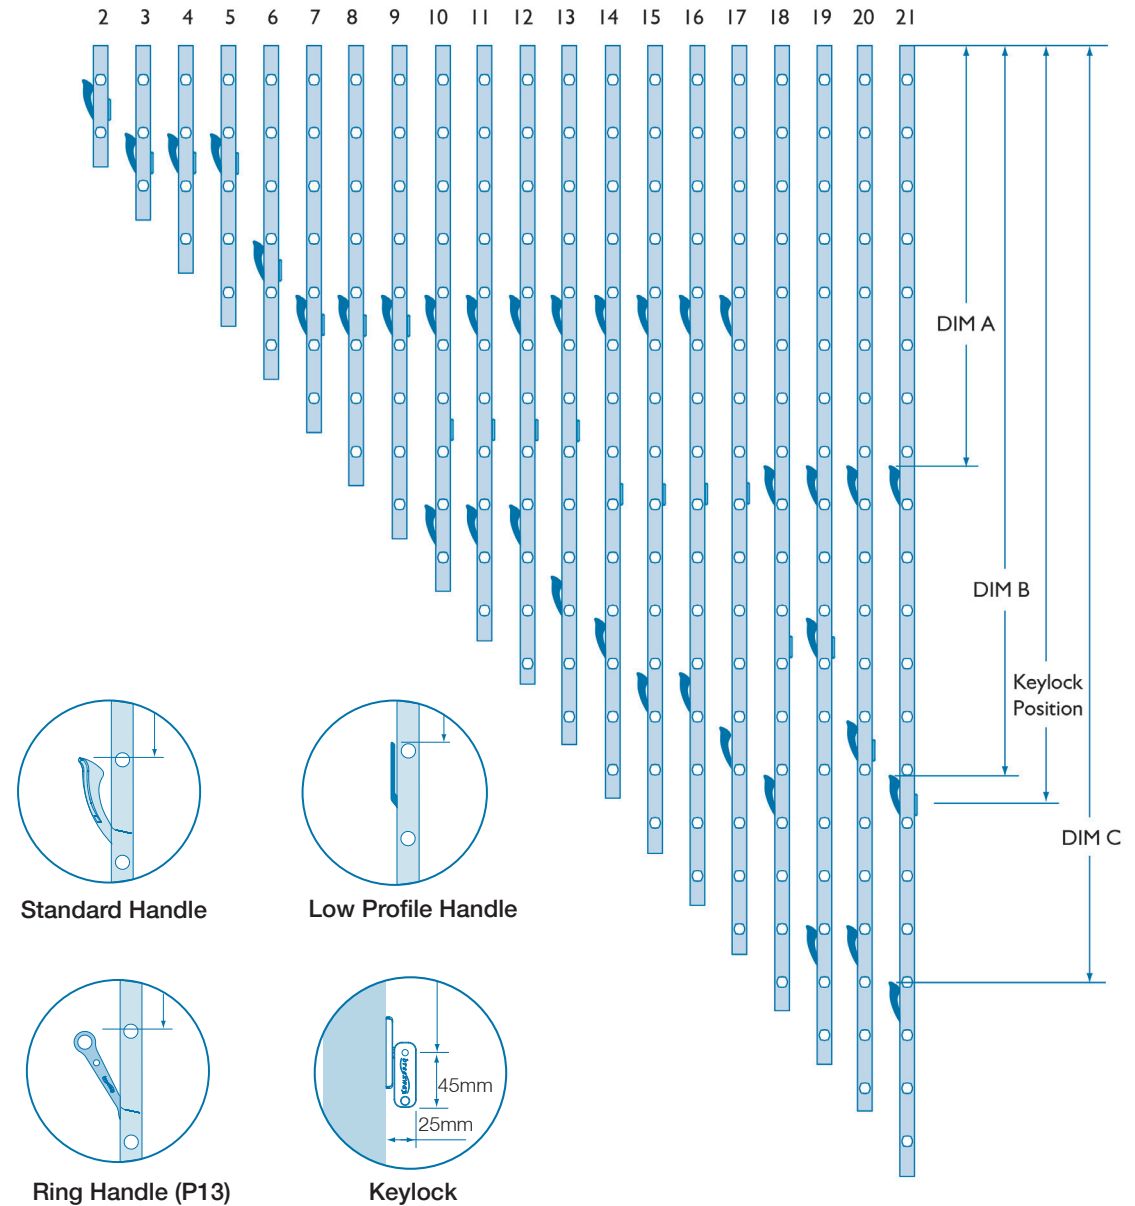 2 3 4 5 6 7 8 9 10 11 12 13 14 15 16 17 18 19 20 21
DIM A
DIM B
Keylock
Position
DIM C
Standard Handle
Low Profile Handle
45mm
25mm
Ring Handle (P13)
Keylock